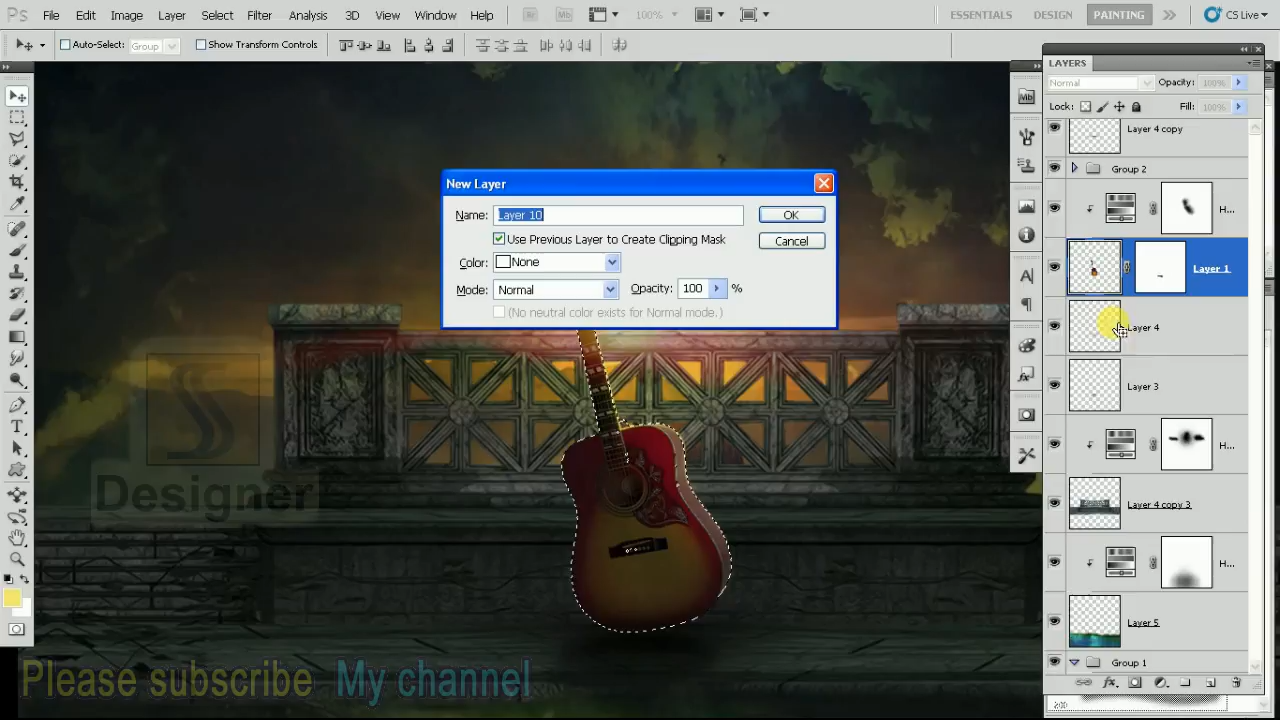 Ps File Edit Image Layer Select Filter Analysis 3D View Window Help Br Mb 100% ESSENTIALS DESIGN PAINTING CS Live
Auto-Select: Group Show Transform Controls
LAYERS
Normal Opacity: 100%
Lock: Fill: 100%
Layer 4 copy
Group 2
H...
Layer 1
Layer 4
Layer 3
H...
Layer 4 copy 3
H...
Layer 5
Group 1
New Layer
Name: Layer 10 OK
Use Previous Layer to Create Clipping Mask Cancel
Color: None
Mode: Normal Opacity: 100 %
(No neutral color exists for Normal mode.)
Designer
Please subscribe My channel
200